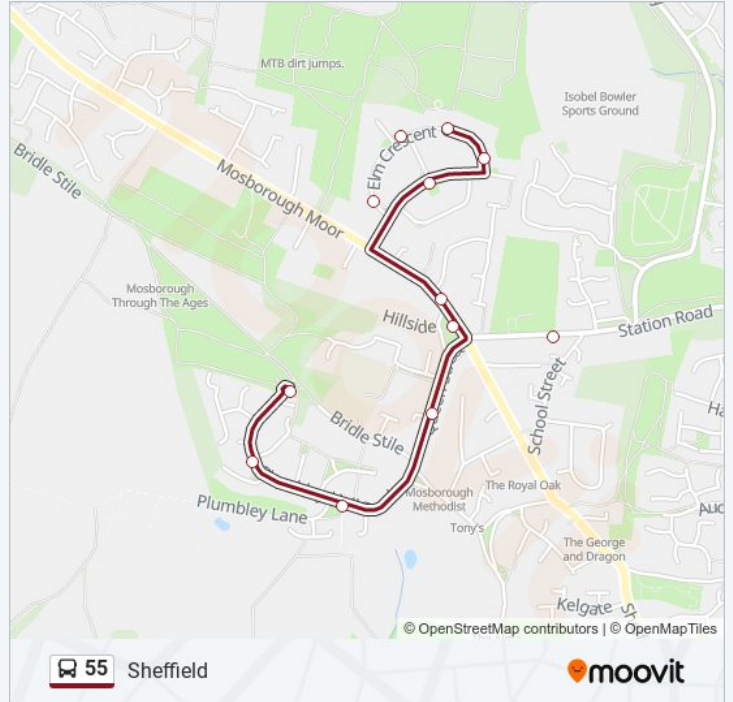 MTB dirt jumps.
Isobel Bowler
Sports Ground
Elm Crescent
Bridle Stile
Mosborough Moor
Mosborough
Through The Ages
Hillside
Station Road
School Street
Bridle Stile
Plumbley Lane
Mosborough
Methodist
The Royal Oak
Tony's
The George
and Dragon
Kelgate
© OpenStreetMap contributors | © OpenMapTiles
55 Sheffield
moovit